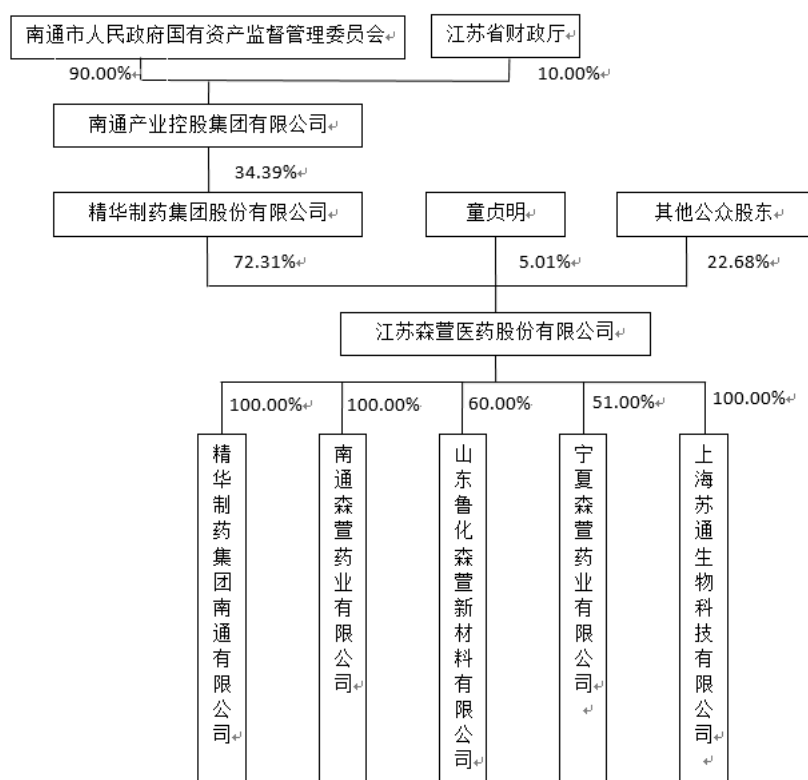 南通市人民政府国有资产监督管理委员会
江苏省财政厅
90.00%
10.00%
南通产业控股集团有限公司
34.39%
精华制药集团股份有限公司
童贞明
其他公众股东
72.31%
5.01%
22.68%
江苏森萱医药股份有限公司
100.00%
100.00%
60.00%
51.00%
100.00%
精华制药集团南通有限公司
南通森萱药业有限公司
山东鲁化森萱新材料有限公司
宁夏森萱药业有限公司
上海苏通生物科技有限公司